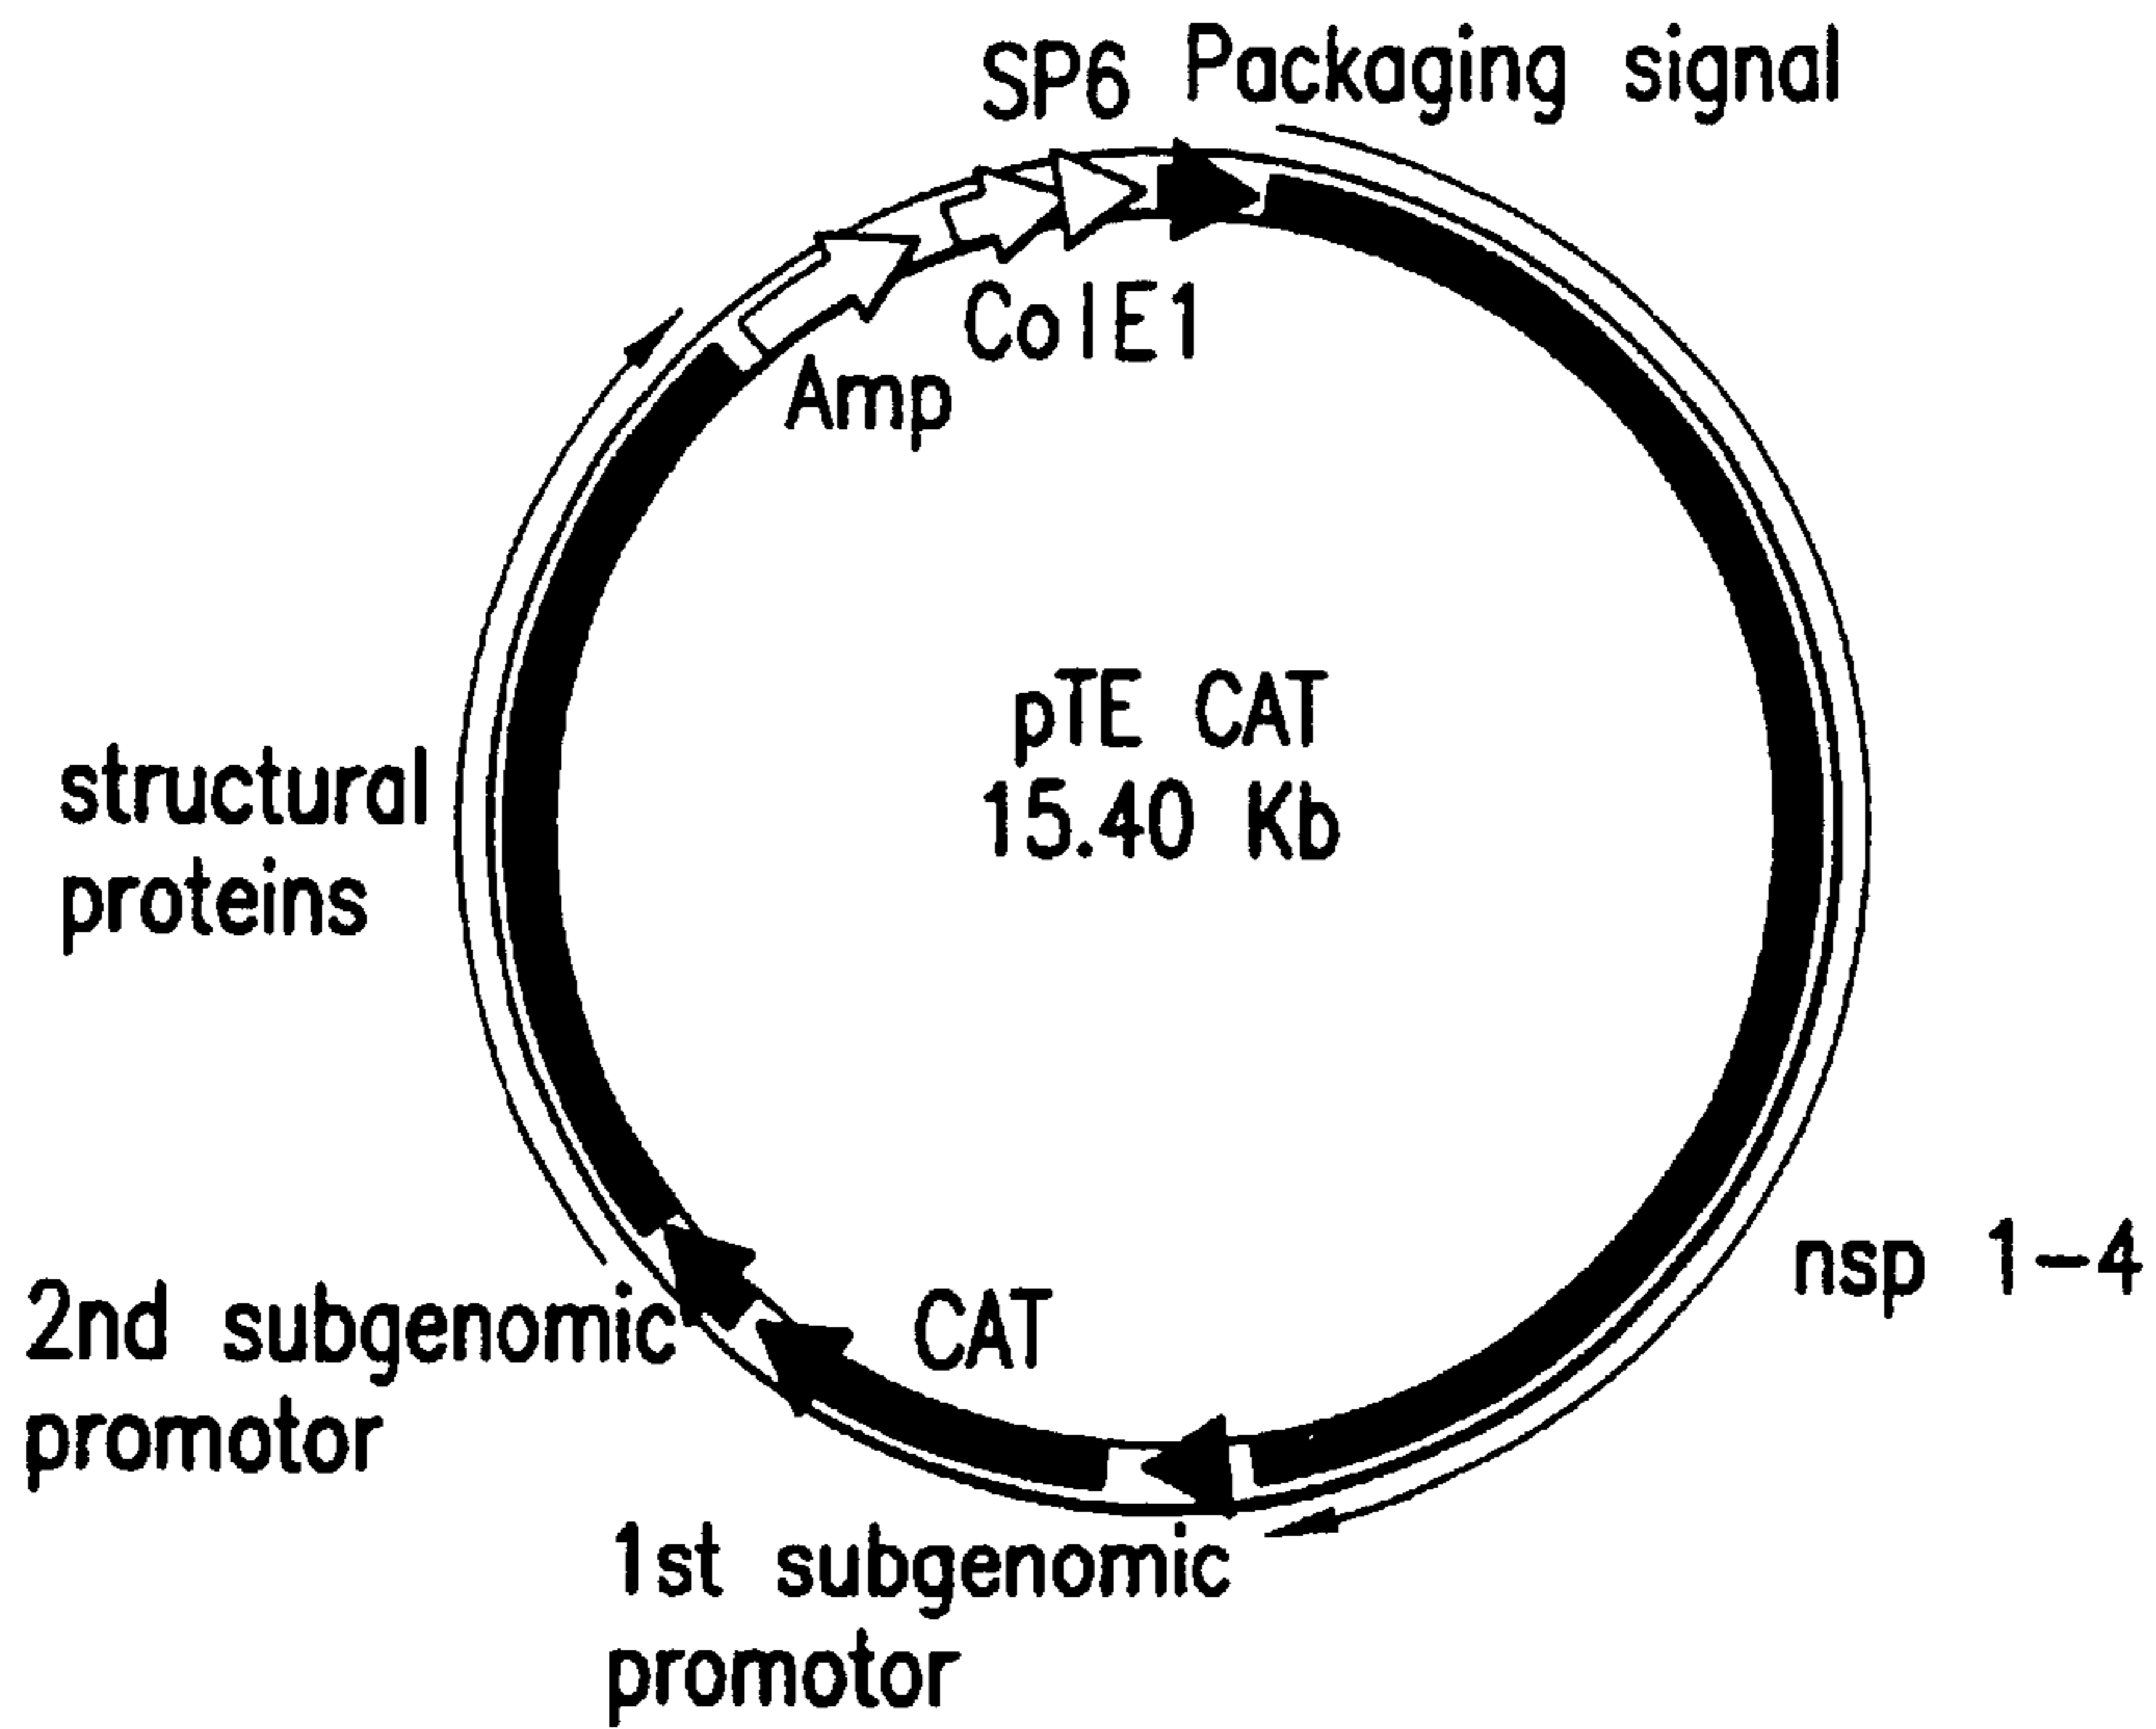 SP6 Packaging signal
ColE1
Amp
pTE CAT
15.40 Kb
structural
proteins
nsp 1-4
2nd subgenomic
promotor
CAT
1st subgenomic
promotor